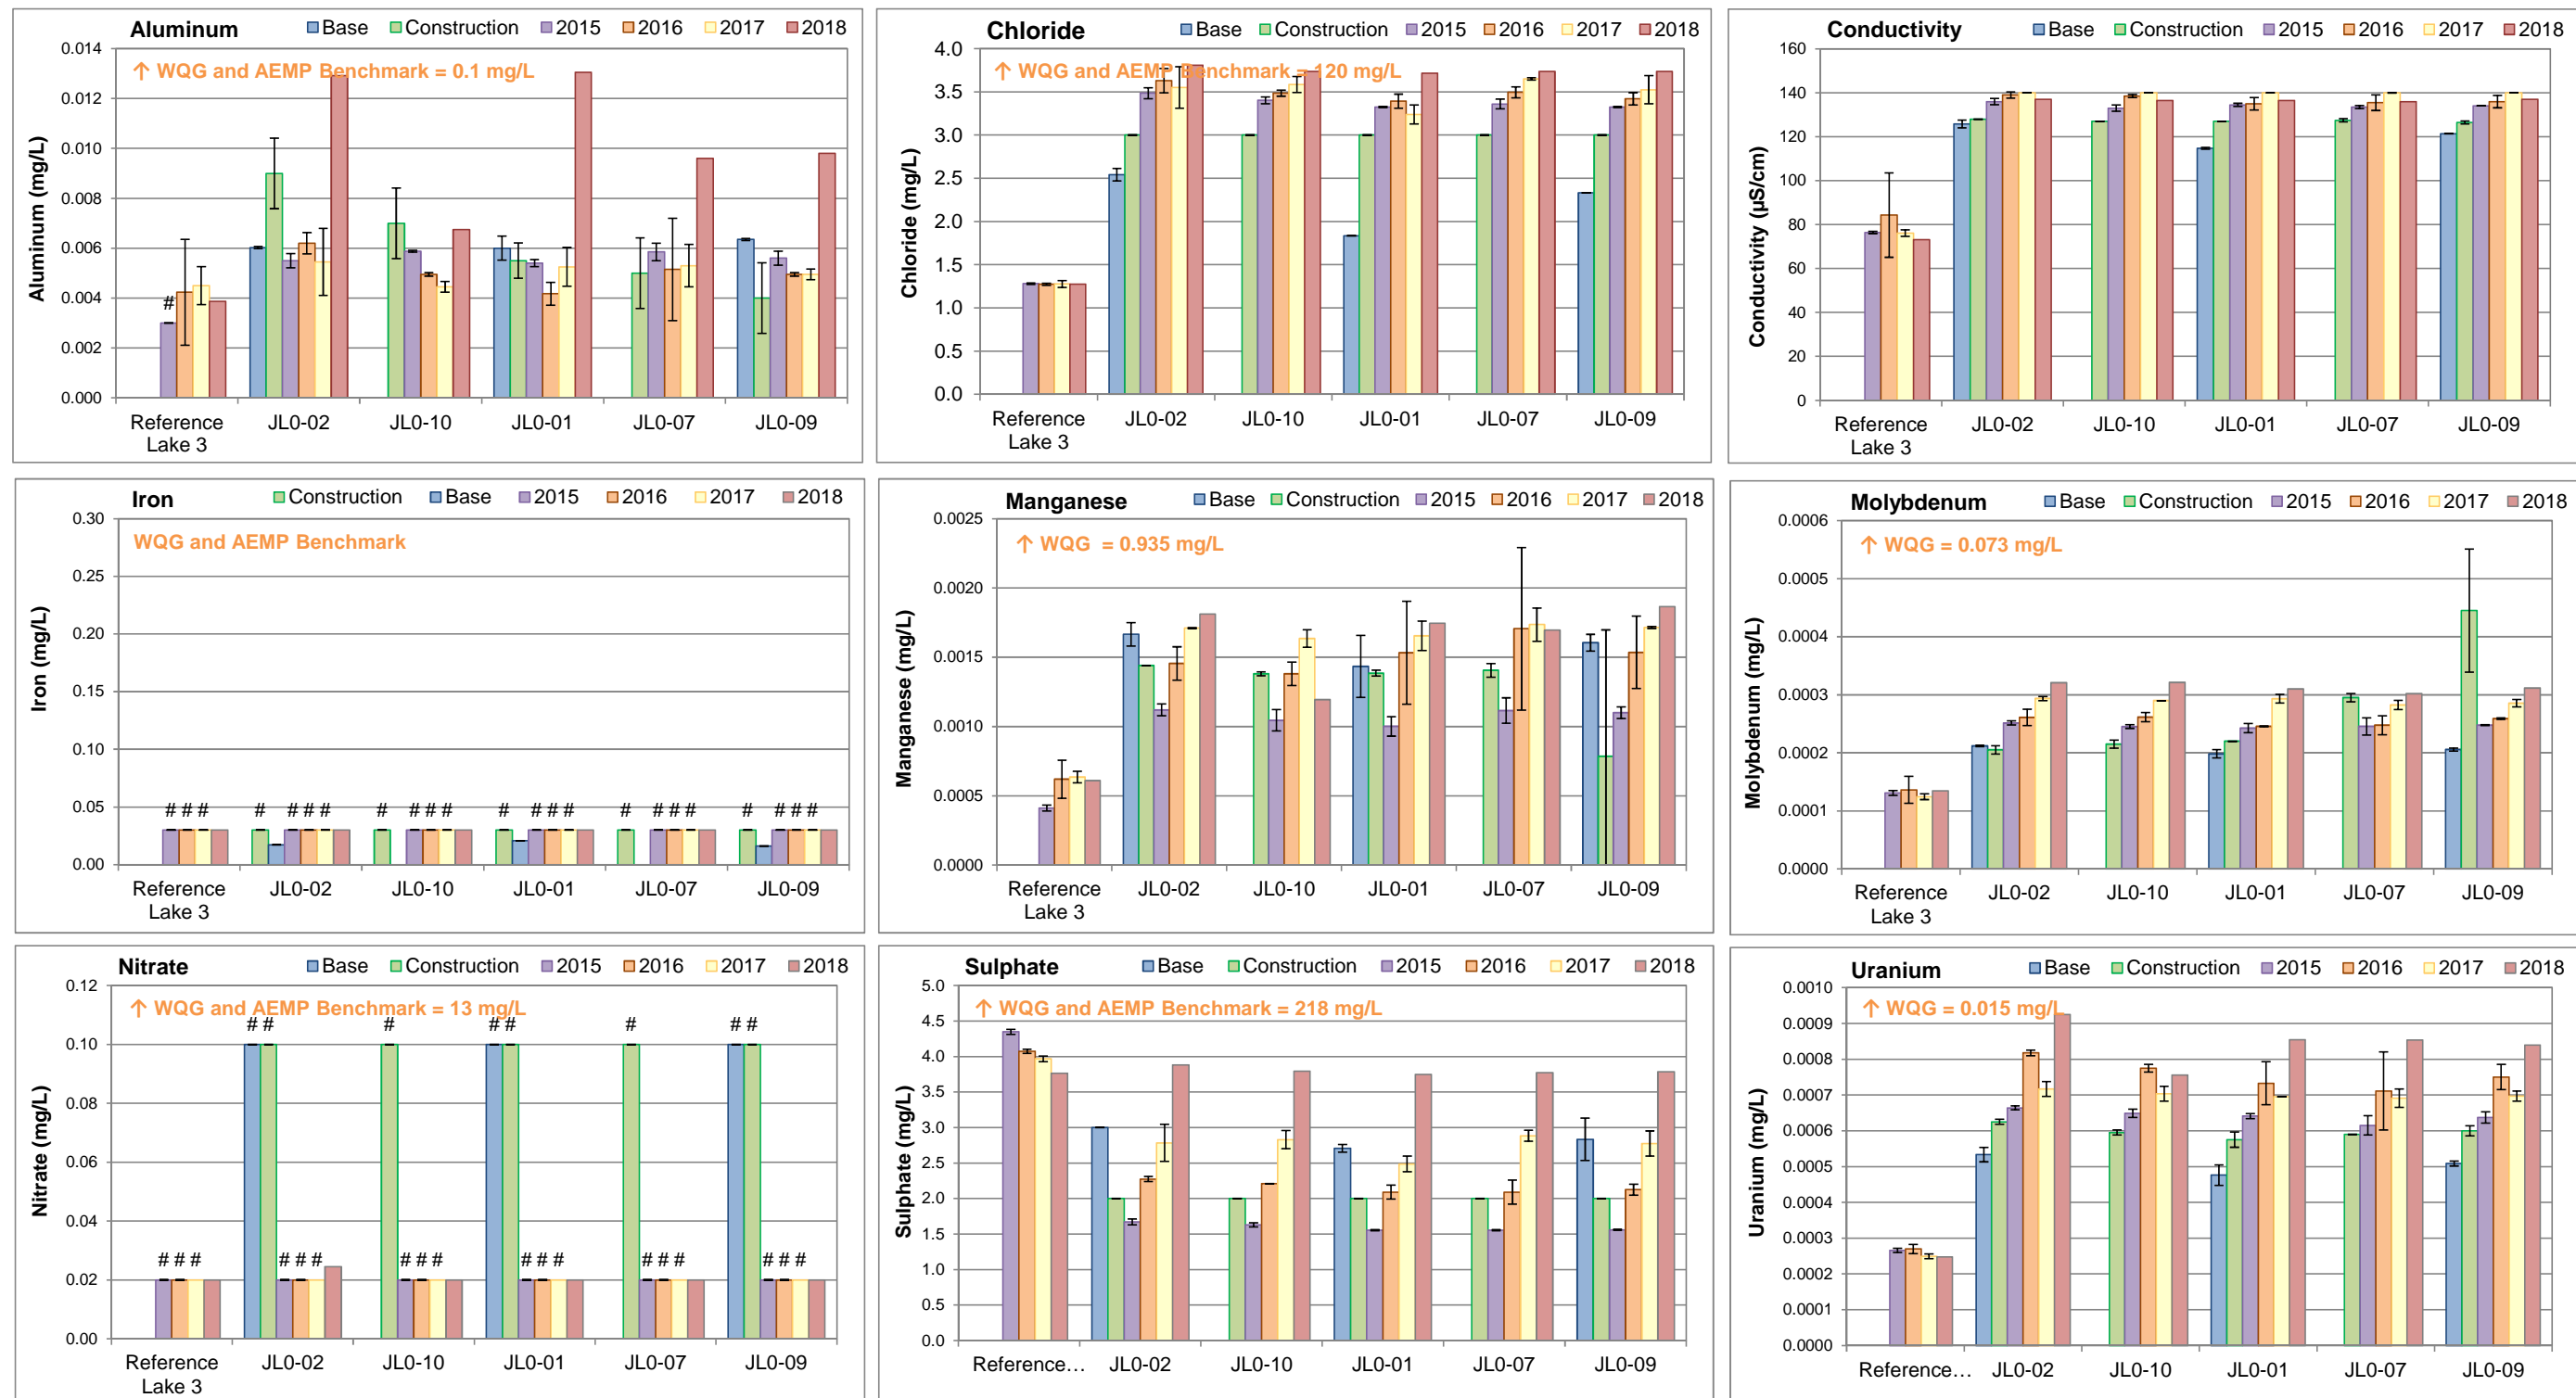 Aluminum
Base Construction 2015 2016 2017 2018
↑ WQG and AEMP Benchmark = 0.1 mg/L
Aluminum (mg/L)
0.014
0.012
0.010
0.008
0.006
0.004
0.002
0.000
#
Reference Lake 3 JL0-02 JL0-10 JL0-01 JL0-07 JL0-09
Chloride
Base Construction 2015 2016 2017 2018
↑ WQG and AEMP Benchmark = 120 mg/L
Chloride (mg/L)
4.0
3.5
3.0
2.5
2.0
1.5
1.0
0.5
0.0
Reference Lake 3 JL0-02 JL0-10 JL0-01 JL0-07 JL0-09
Conductivity
Base Construction 2015 2016 2017 2018
Conductivity (µS/cm)
160
140
120
100
80
60
40
20
0
Reference Lake 3 JL0-02 JL0-10 JL0-01 JL0-07 JL0-09
Iron
Construction Base 2015 2016 2017 2018
WQG and AEMP Benchmark
Iron (mg/L)
0.30
0.25
0.20
0.15
0.10
0.05
0.00
# # # # # # # # # # # # # # # # # # # # # # #
Reference Lake 3 JL0-02 JL0-10 JL0-01 JL0-07 JL0-09
Manganese
Base Construction 2015 2016 2017 2018
↑ WQG = 0.935 mg/L
Manganese (mg/L)
0.0025
0.0020
0.0015
0.0010
0.0005
0.0000
Reference Lake 3 JL0-02 JL0-10 JL0-01 JL0-07 JL0-09
Molybdenum
Base Construction 2015 2016 2017 2018
↑ WQG = 0.073 mg/L
Molybdenum (mg/L)
0.0006
0.0005
0.0004
0.0003
0.0002
0.0001
0.0000
Reference Lake 3 JL0-02 JL0-10 JL0-01 JL0-07 JL0-09
Nitrate
Base Construction 2015 2016 2017 2018
↑ WQG and AEMP Benchmark = 13 mg/L
Nitrate (mg/L)
0.12
0.10
0.08
0.06
0.04
0.02
0.00
# # # # # # # #
# # # # # # # # # # # # # # # # # #
Reference Lake 3 JL0-02 JL0-10 JL0-01 JL0-07 JL0-09
Sulphate
Base Construction 2015 2016 2017 2018
↑ WQG and AEMP Benchmark = 218 mg/L
Sulphate (mg/L)
5.0
4.5
4.0
3.5
3.0
2.5
2.0
1.5
1.0
0.5
0.0
Reference… JL0-02 JL0-10 JL0-01 JL0-07 JL0-09
Uranium
Base Construction 2015 2016 2017 2018
↑ WQG = 0.015 mg/L
Uranium (mg/L)
0.0010
0.0009
0.0008
0.0007
0.0006
0.0005
0.0004
0.0003
0.0002
0.0001
0.0000
Reference… JL0-02 JL0-10 JL0-01 JL0-07 JL0-09